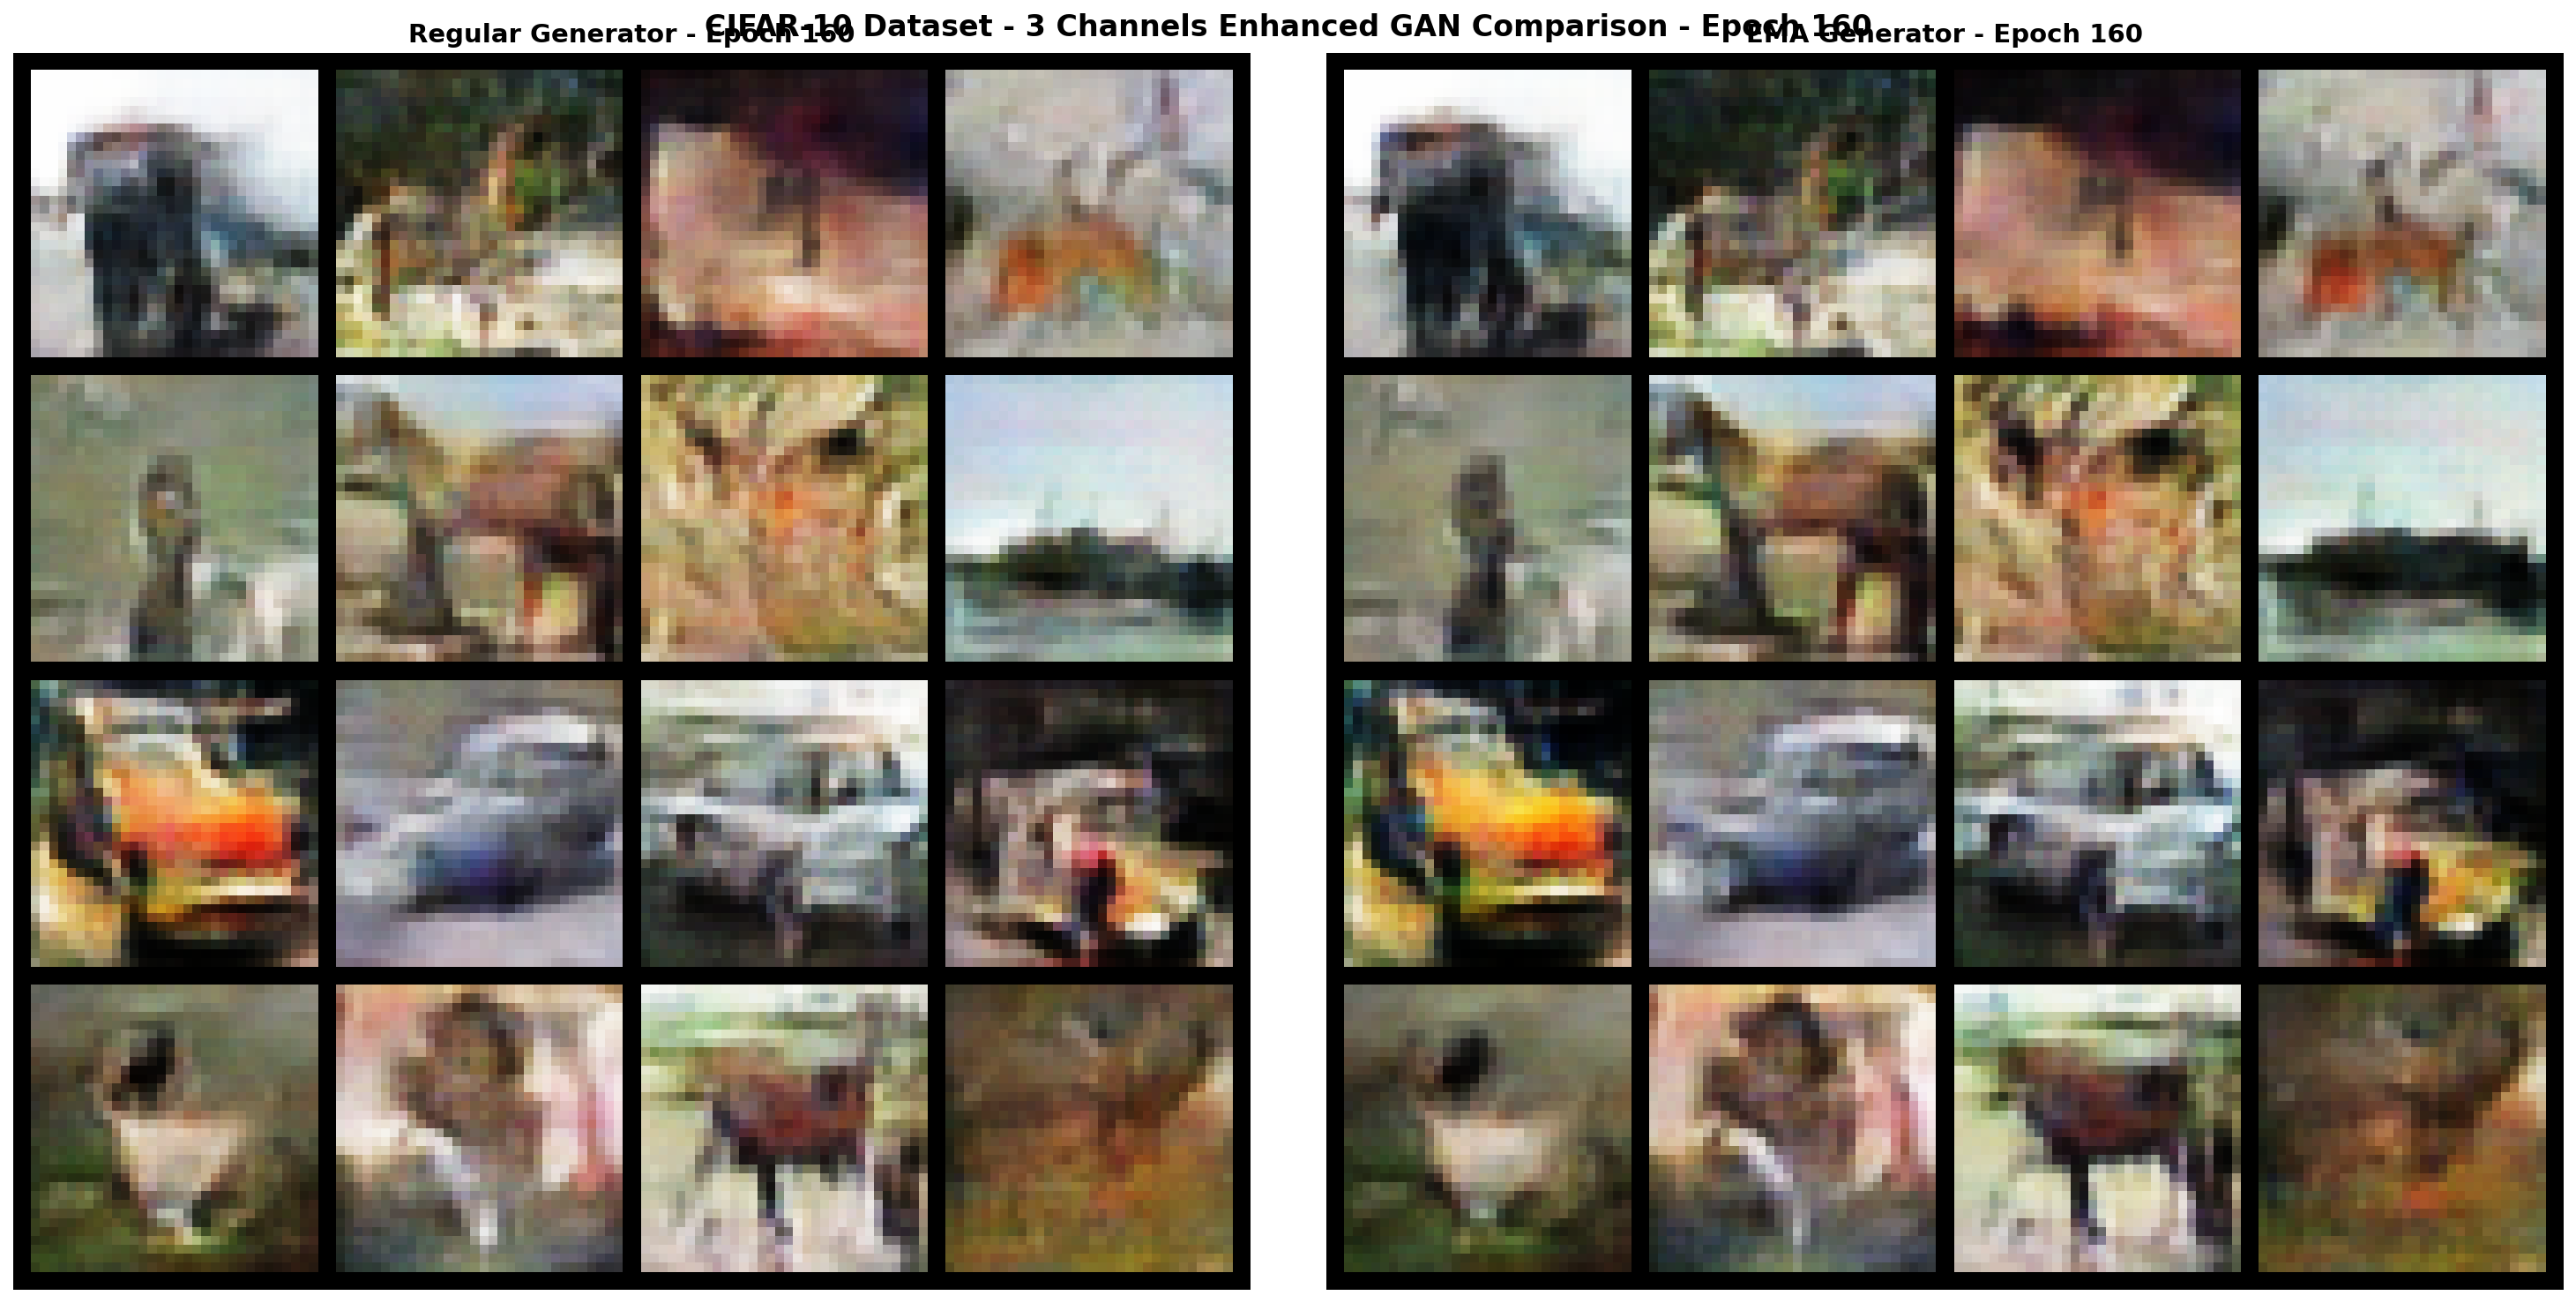 CIFAR-10 Dataset - 3 Channels Enhanced GAN Comparison - Epoch 160
Regular Generator - Epoch 160
EMA Generator - Epoch 160